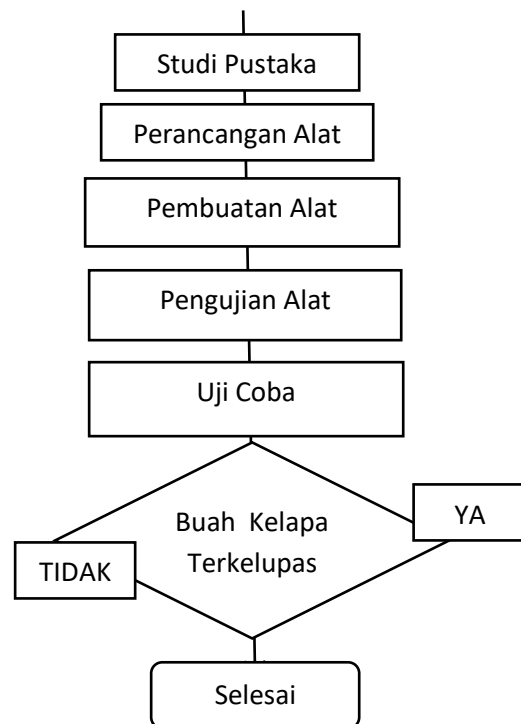 Studi Pustaka
Perancangan Alat
Pembuatan Alat
Pengujian Alat
Uji Coba
YA
Buah Kelapa
Terkelupas
TIDAK
Selesai